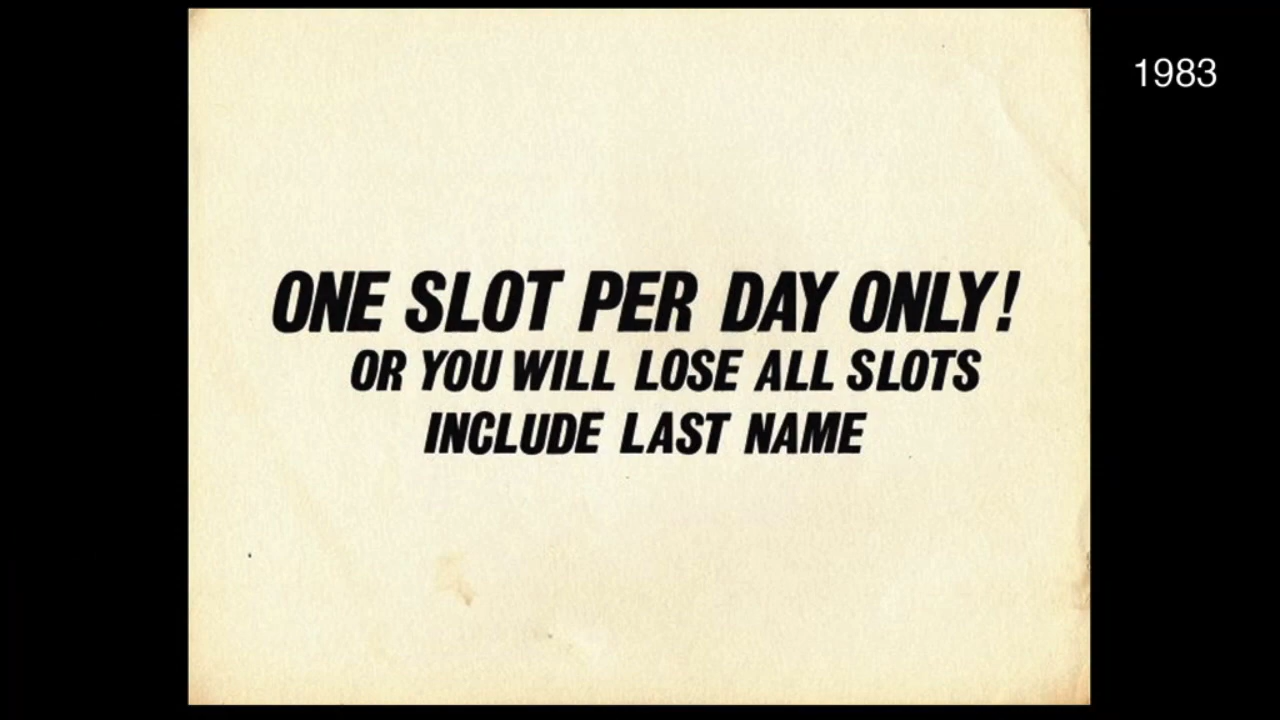 1983
ONE SLOT PER DAY ONLY!
OR YOU WILL LOSE ALL SLOTS
INCLUDE LAST NAME